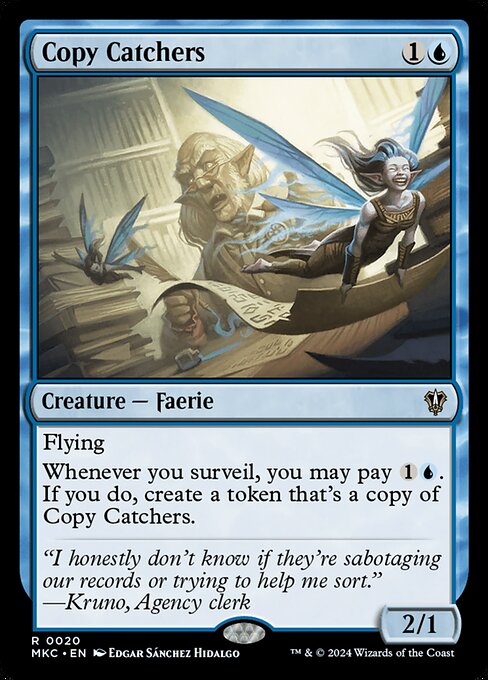 Copy Catchers 1
Creature — Faerie
Flying
Whenever you surveil, you may pay 1 .
If you do, create a token that's a copy of
Copy Catchers.
“I honestly don't know if they're sabotaging
our records or trying to help me sort.”
—Kruno, Agency clerk
2/1
R 0020
MKC • EN Edgar Sánchez Hidalgo
™ & © 2024 Wizards of the Coast